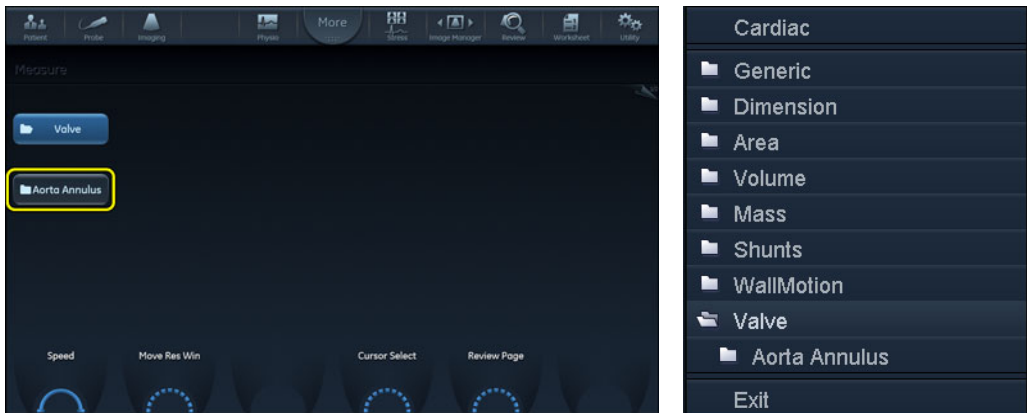 Patient
Probe
Imaging
Physio
More
Stress
Image Manager
Review
Worksheet
Utility
Measure
Valve
Aorta Annulus
Speed
Move Res Win
Cursor Select
Review Page
Cardiac
Generic
Dimension
Area
Volume
Mass
Shunts
WallMotion
Valve
Aorta Annulus
Exit